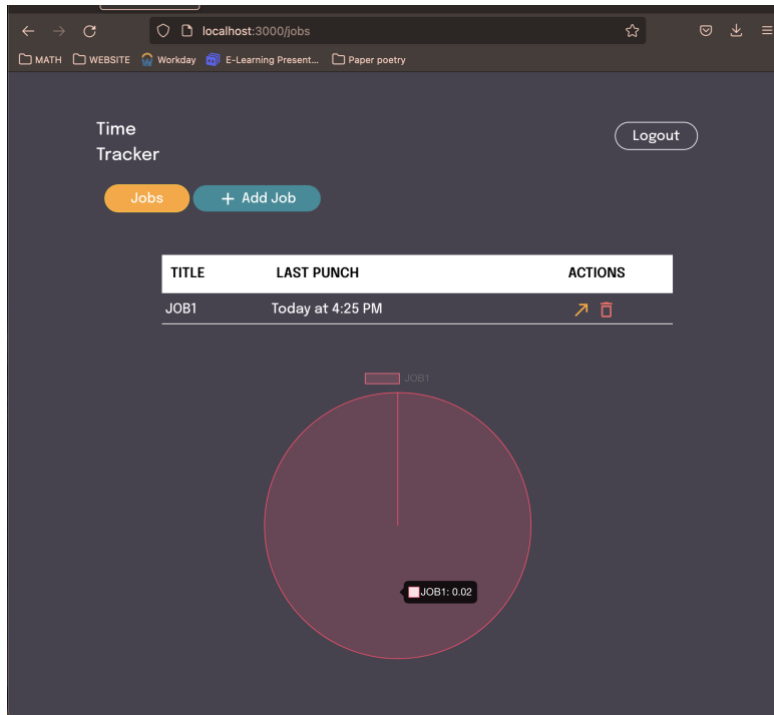 localhost:3000/jobs
MATH WEBSITE Workday E-Learning Present... Paper poetry
Time
Tracker
Logout
Jobs + Add Job
TITLE LAST PUNCH ACTIONS
JOB1 Today at 4:25 PM
JOB1
JOB1: 0.02